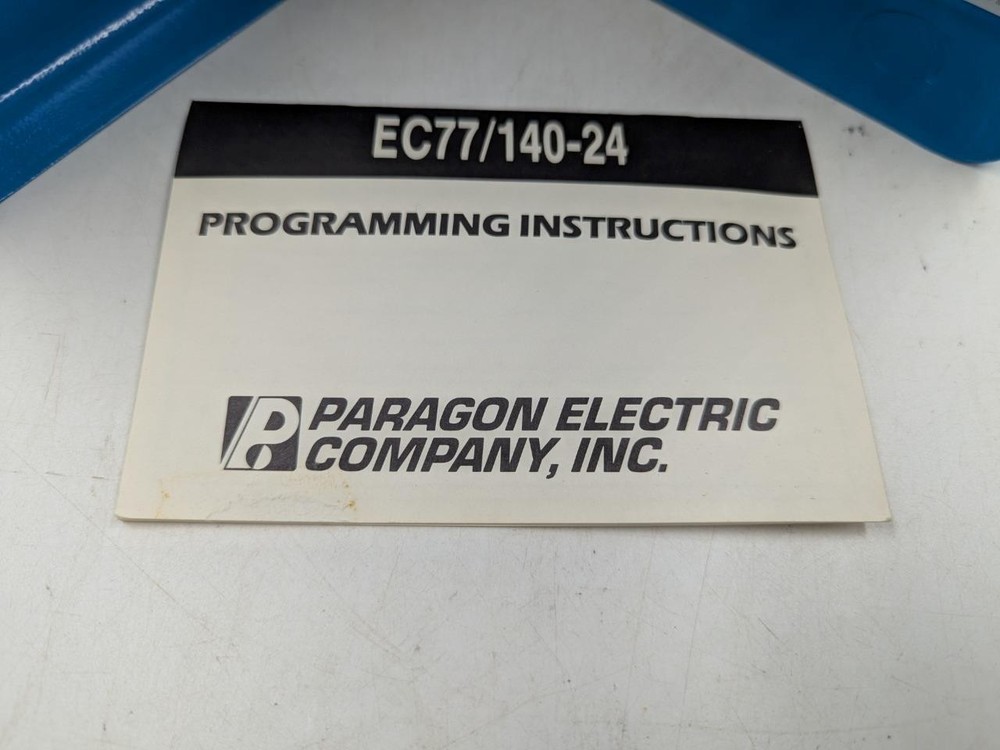 EC77/140-24
PROGRAMMING INSTRUCTIONS
PARAGON ELECTRIC
COMPANY, INC.